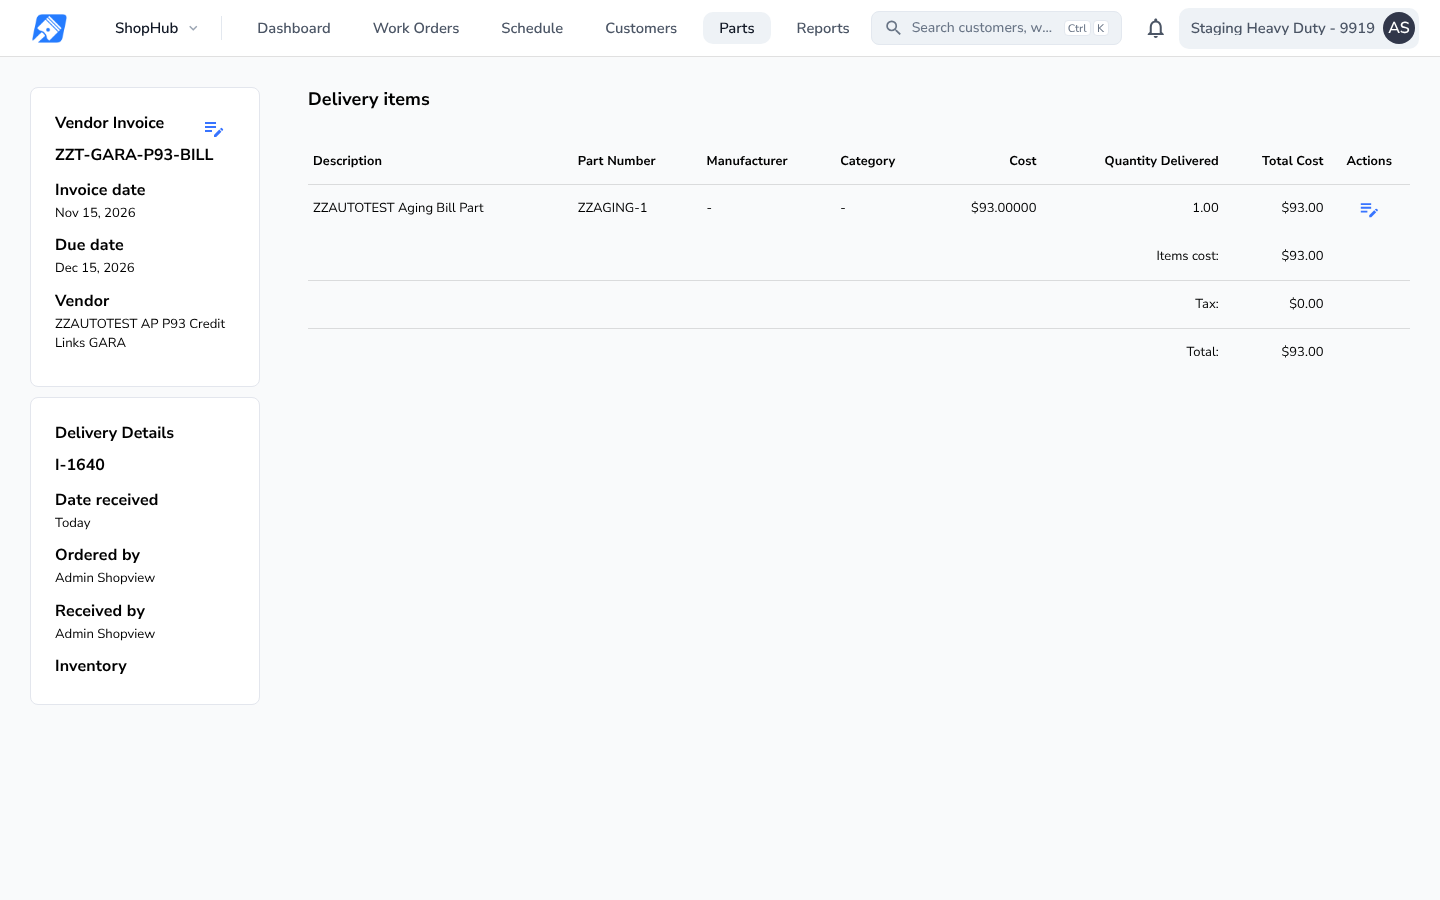 ShopHub
Dashboard
Work Orders
Schedule
Customers
Parts
Reports
Search customers, w...
Ctrl
K
Staging Heavy Duty - 9919
AS
Vendor Invoice
ZZT-GARA-P93-BILL
Invoice date
Nov 15, 2026
Due date
Dec 15, 2026
Vendor
ZZAUTOTEST AP P93 Credit
Links GARA
Delivery Details
I-1640
Date received
Today
Ordered by
Admin Shopview
Received by
Admin Shopview
Inventory
Delivery items
Description Part Number Manufacturer Category Cost Quantity Delivered Total Cost Actions
ZZAUTOTEST Aging Bill Part ZZAGING-1 - - $93.00000 1.00 $93.00
Items cost: $93.00
Tax: $0.00
Total: $93.00